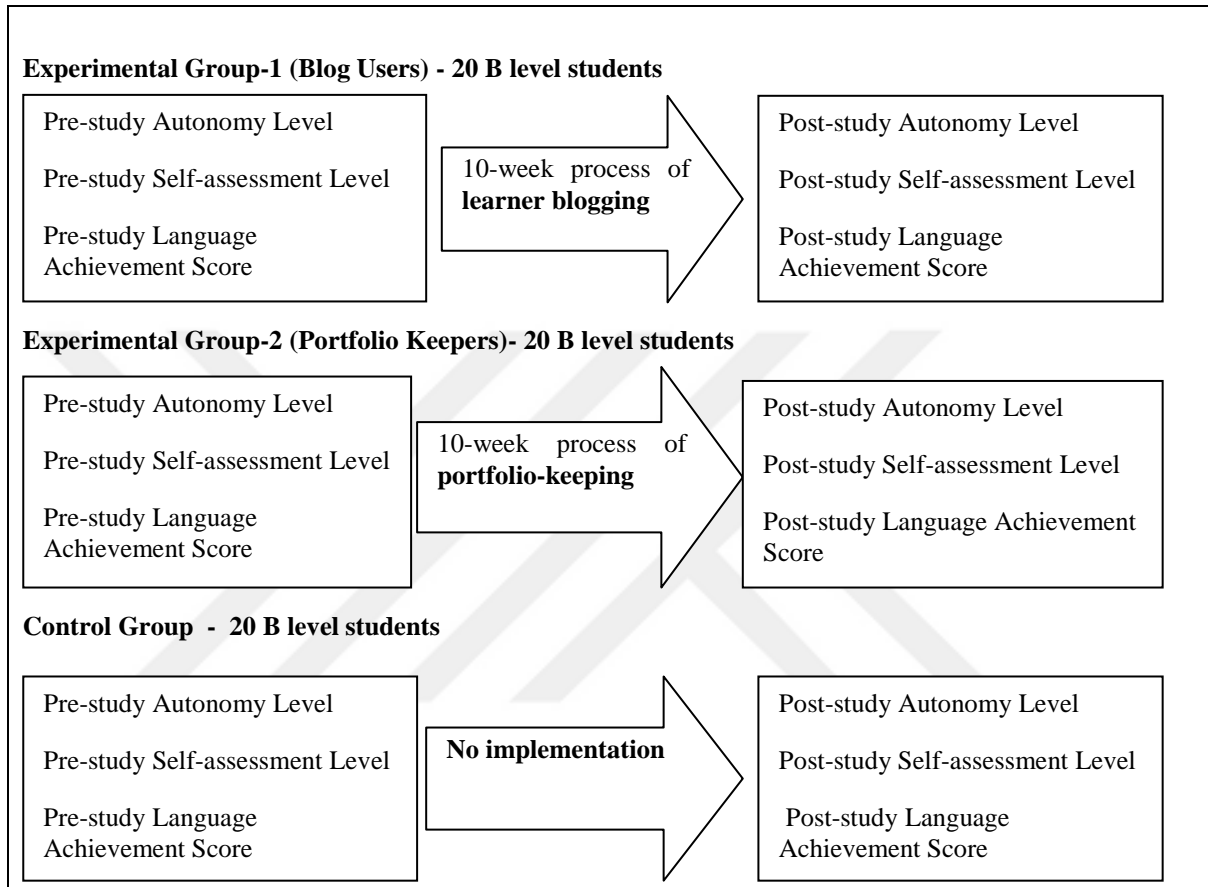 Experimental Group-1 (Blog Users) - 20 B level students
Pre-study Autonomy Level
Pre-study Self-assessment Level
Pre-study Language
Achievement Score
10-week process of
learner blogging
Post-study Autonomy Level
Post-study Self-assessment Level
Post-study Language
Achievement Score
Experimental Group-2 (Portfolio Keepers)- 20 B level students
Pre-study Autonomy Level
Pre-study Self-assessment Level
Pre-study Language
Achievement Score
10-week process of
portfolio-keeping
Post-study Autonomy Level
Post-study Self-assessment Level
Post-study Language Achievement
Score
Control Group - 20 B level students
Pre-study Autonomy Level
Pre-study Self-assessment Level
Pre-study Language
Achievement Score
No implementation
Post-study Autonomy Level
Post-study Self-assessment Level
Post-study Language
Achievement Score